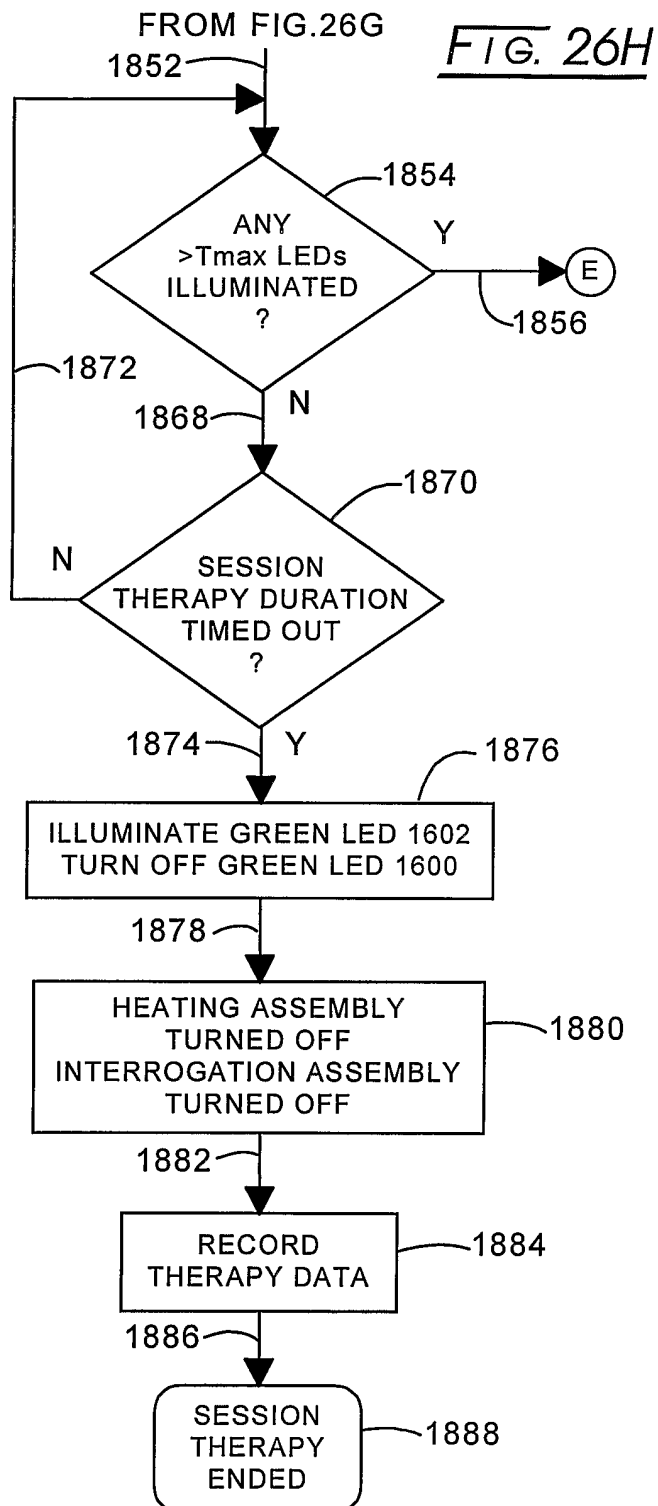 FROM FIG.26G
FIG. 26H
1852
1854
ANY
>Tmax LEDs
ILLUMINATED
?
Y
E
1856
1872
1868
N
1870
N
SESSION
THERAPY DURATION
TIMED OUT
?
1874
Y
1876
ILLUMINATE GREEN LED 1602
TURN OFF GREEN LED 1600
1878
HEATING ASSEMBLY
TURNED OFF
INTERROGATION ASSEMBLY
TURNED OFF
1880
1882
RECORD
THERAPY DATA
1884
1886
SESSION
THERAPY
ENDED
1888